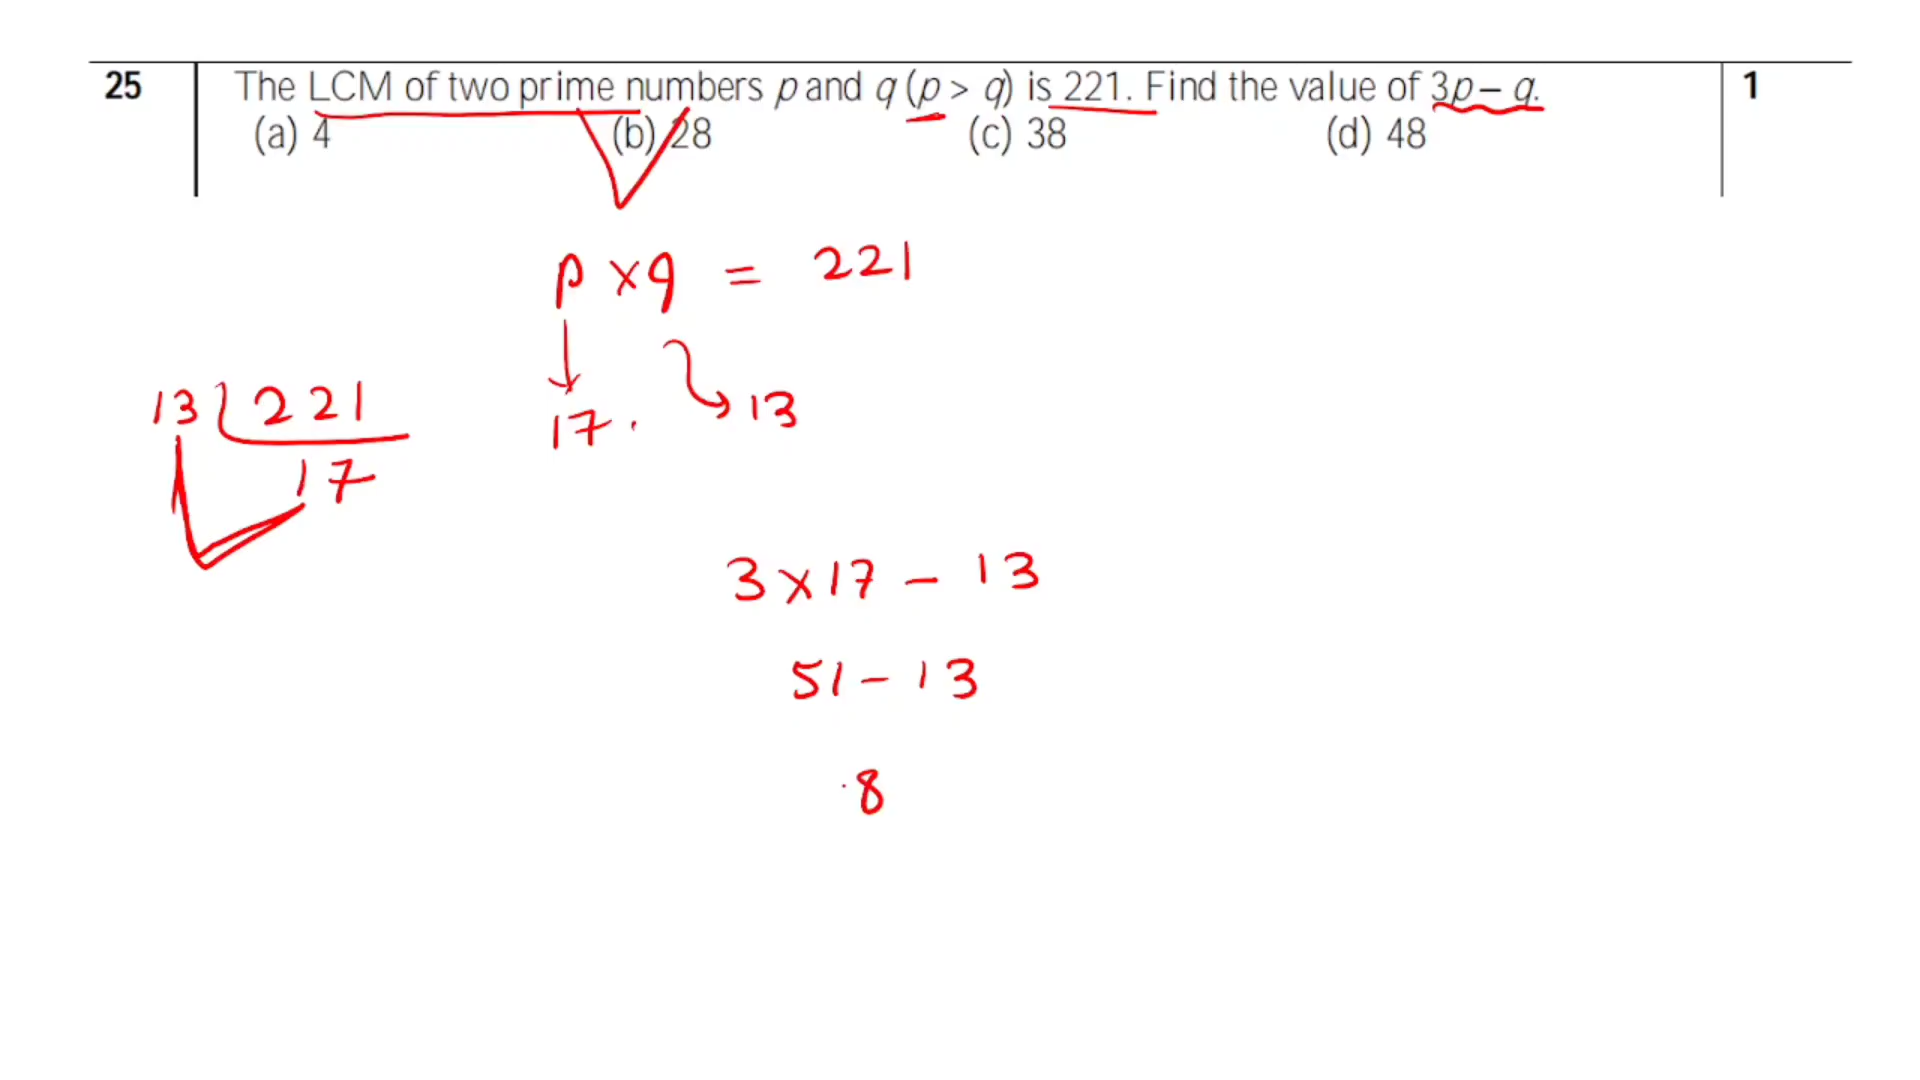 25 The LCM of two prime numbers p and q (p > q) is 221. Find the value of 3p – q. 1
(a) 4 (b) 28 (c) 38 (d) 48
p × q = 221
13 221
17 . 13
17
3 × 17 – 13
51 – 13
8